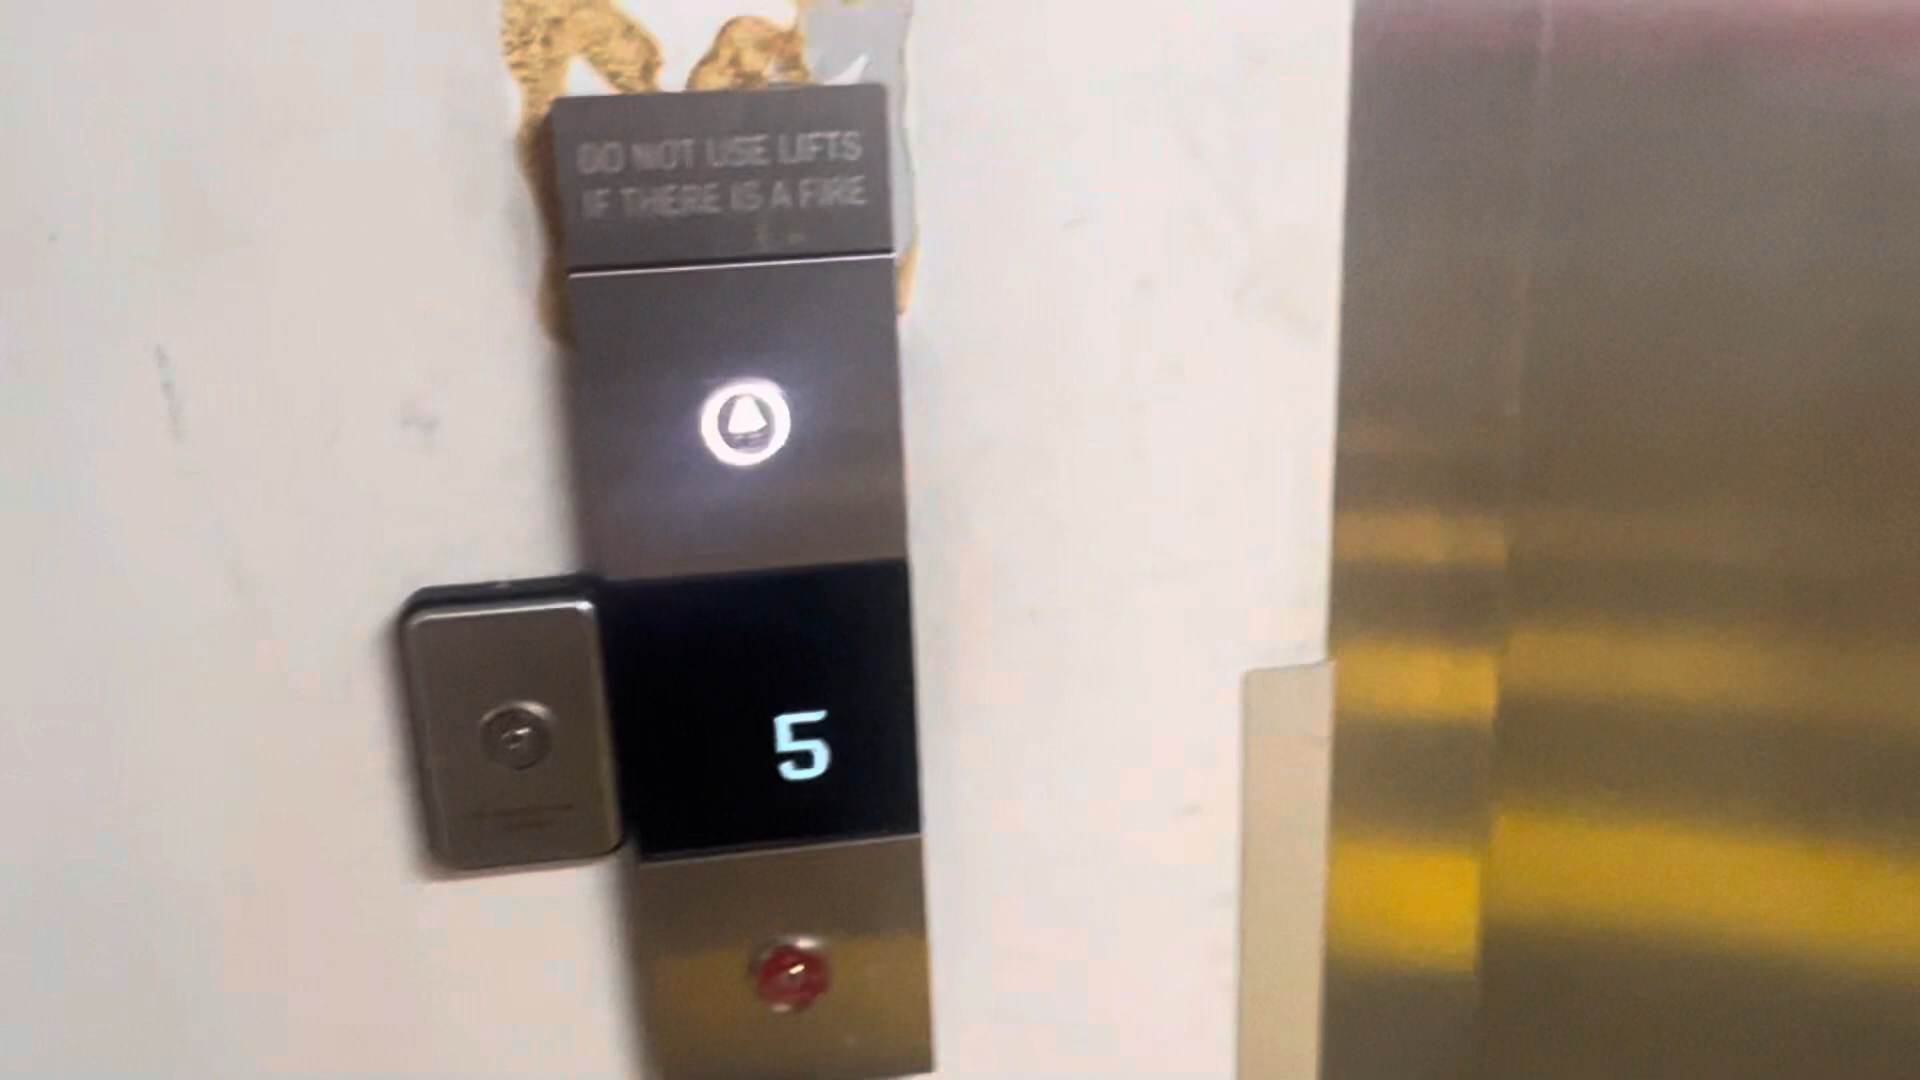 DO NOT USE LIFTS
IF THERE IS A FIRE
5